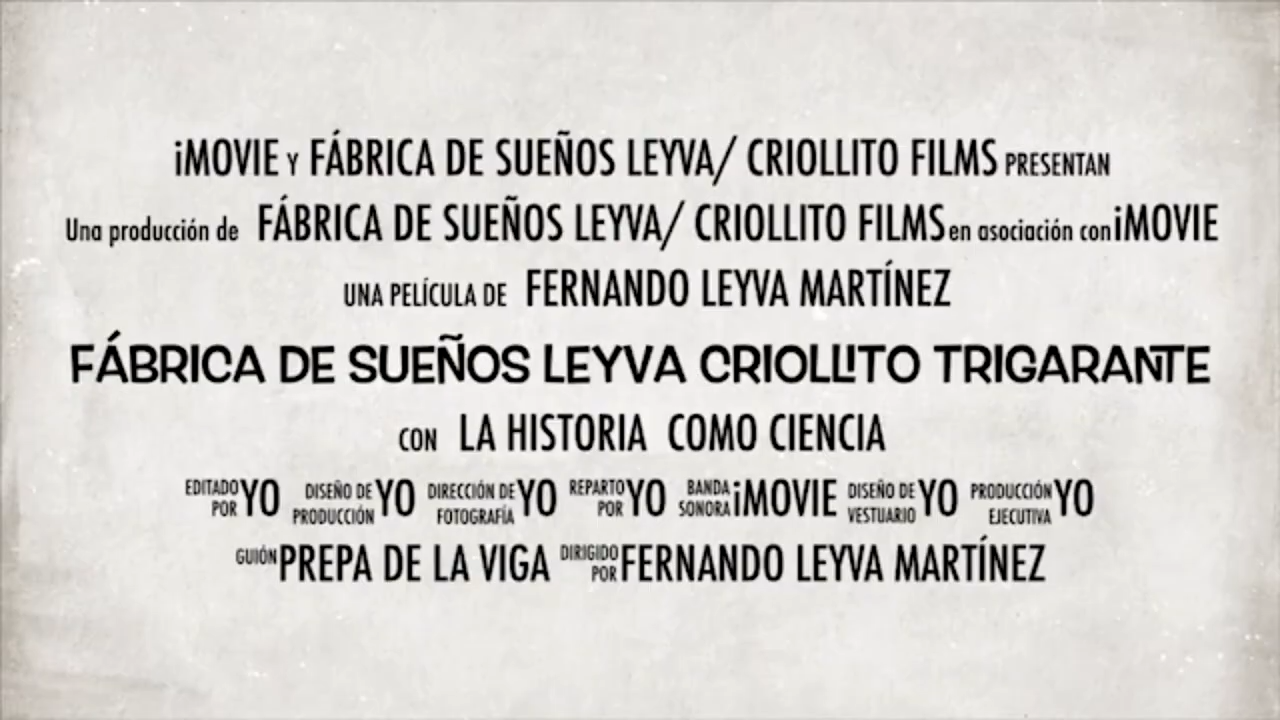 iMOVIE Y FÁBRICA DE SUEÑOS LEYVA/ CRIOLLITO FILMS PRESENTAN
Una producción de FÁBRICA DE SUEÑOS LEYVA/ CRIOLLITO FILMS en asociación con iMOVIE
UNA PELÍCULA DE FERNANDO LEYVA MARTÍNEZ
FÁBRICA DE SUEÑOS LEYVA CRIOLLITO TRIGARANTE
CON LA HISTORIA COMO CIENCIA
EDITADO POR YO DISEÑO DE PRODUCCIÓN YO DIRECCIÓN DE FOTOGRAFÍA YO REPARTO POR YO BANDA SONORA iMOVIE DISEÑO DE VESTUARIO YO PRODUCCIÓN EJECUTIVA YO
GUIÓN PREPA DE LA VIGA DIRIGIDO POR FERNANDO LEYVA MARTÍNEZ